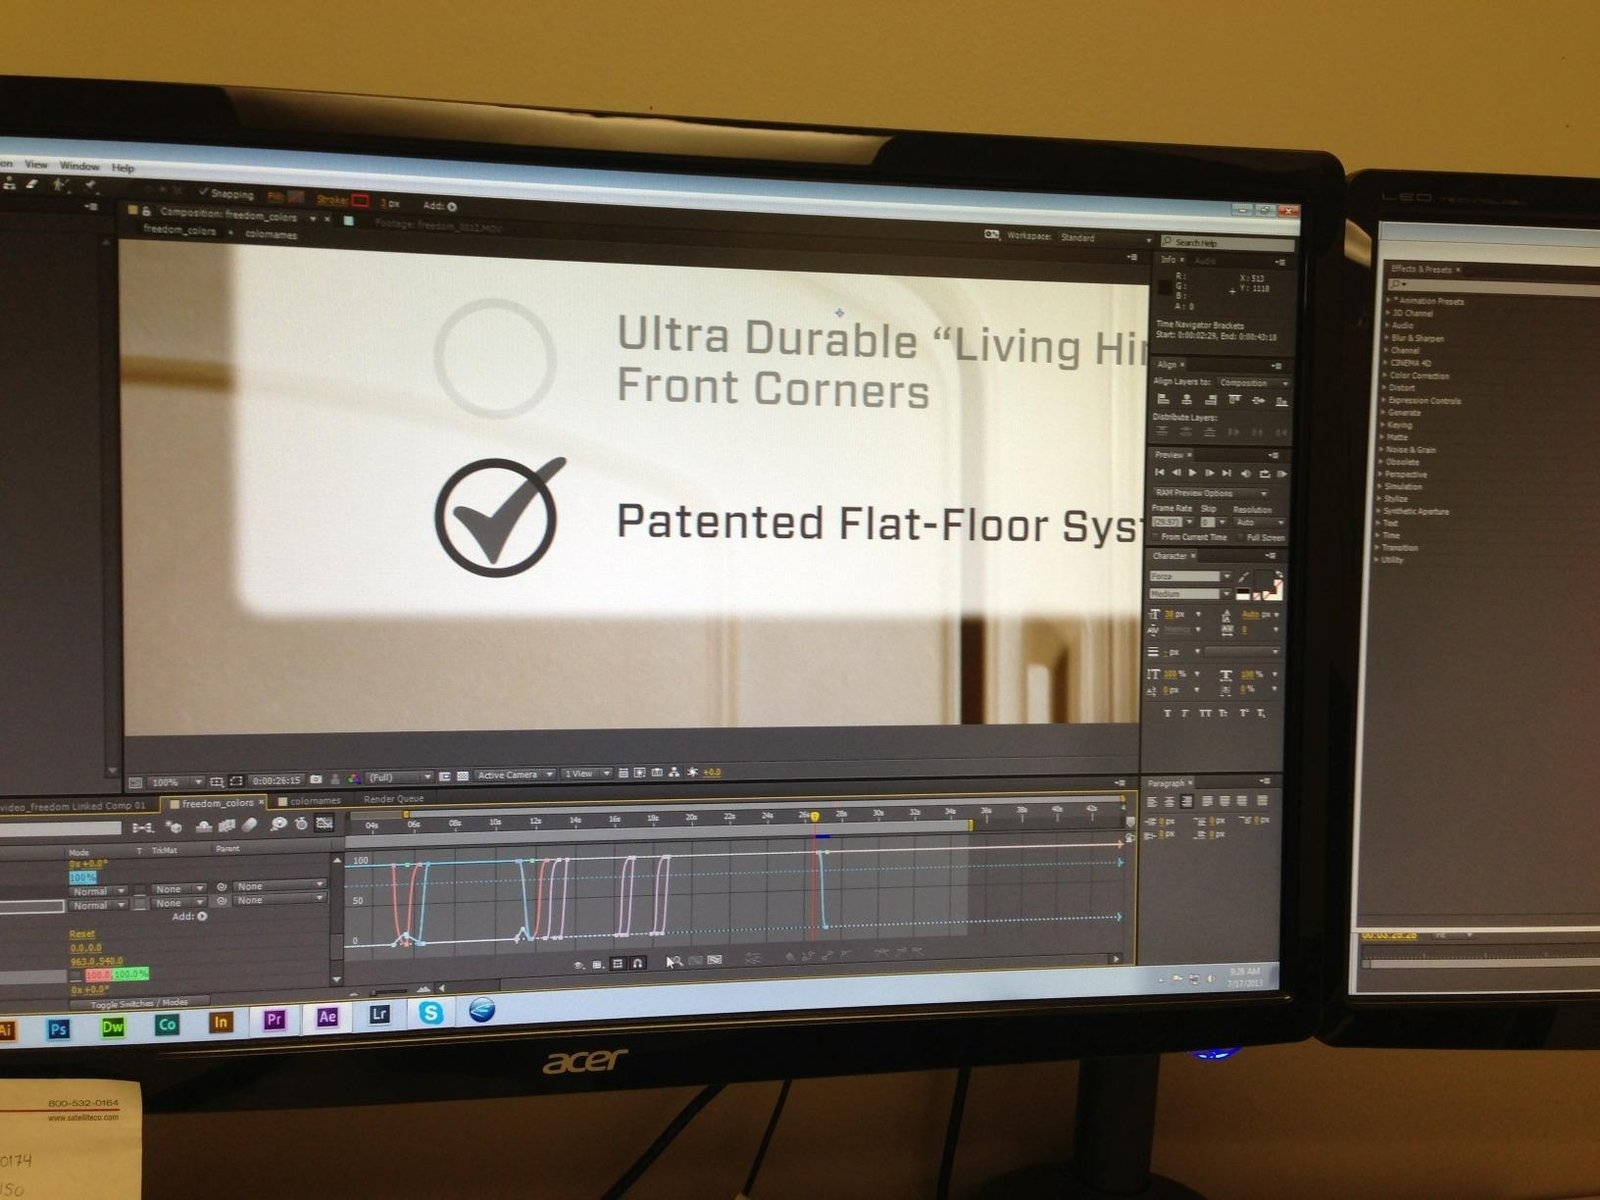 View Window Help
Snapping Stroke: 3 px Add:
Composition: freedom_colors
Footage: freedom_0012.MOV
freedom_colors colornames
Workspace: Standard
Search Help
Ultra Durable “Living Hin
Front Corners
Patented Flat-Floor Syst
Info Audio
R:
G:
B:
A: 0
X: 513
Y: 1110
Time Navigator Brackets
Start: 0:00:02:29, End: 0:00:43:18
Align
Align Layers to: Composition
Distribute Layers:
Preview
RAM Preview Options
Frame Rate Skip Resolution
(29.97) 0 Auto
From Current Time Full Screen
Character
Forza
Medium
38 px Auto px
Metrics 0
- px
100 % 100 %
0 px 0 %
T T TT Tr T¹ T₁
Paragraph
0 px 0 px 0 px
0 px 0 px
100% 0:00:26:15 (Full) Active Camera 1 View +0.0
video_freedom Linked Comp 01 freedom_colors colornames Render Queue
04s 06s 08s 10s 12s 14s 16s 18s 20s 22s 24s 26s 28s 30s 32s 34s 36s 38s 40s 42s
Mode T TrkMat Parent
0x+0.0°
100%
Normal None None
Normal None None
Add:
Reset
0.0,0.0
963.0,540.0
100.0,100.0%
0x+0.0°
Toggle Switches / Modes
100
50
0
Ai Ps Dw Co In Pr Ae Lr S
9:26 AM
7/17/2013
acer
LED TECHNOLOGY
Effects & Presets
* Animation Presets
3D Channel
Audio
Blur & Sharpen
Channel
CINEMA 4D
Color Correction
Distort
Expression Controls
Generate
Keying
Matte
Noise & Grain
Obsolete
Perspective
Simulation
Stylize
Synthetic Aperture
Text
Time
Transition
Utility
800-532-0164
www.satelliteco.com
0174